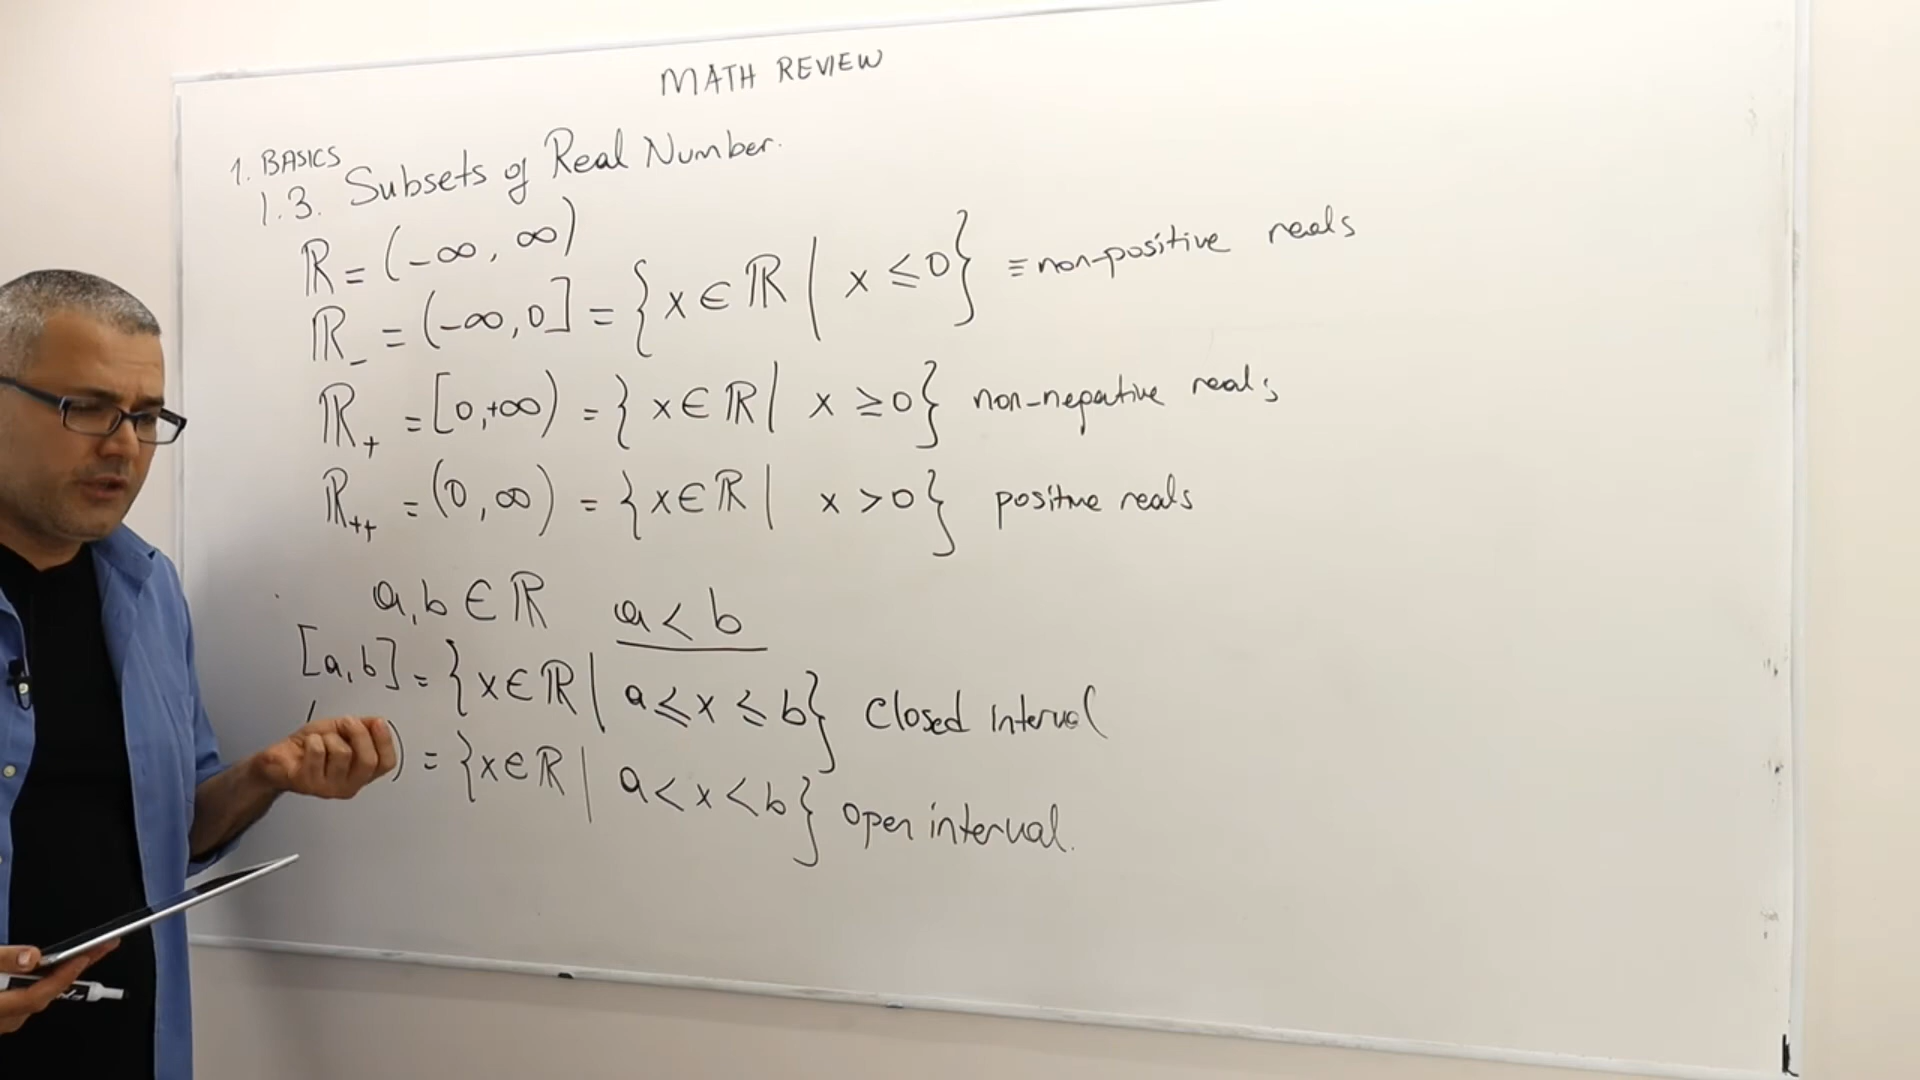 MATH REVIEW
1. BASICS
1.3. Subsets of Real Number.
ℝ = (-∞, ∞)
ℝ_ = (-∞, 0] = {x ∈ ℝ | x ≤ 0} ≡ non-positive reals
ℝ₊ = [0, +∞) = {x ∈ ℝ | x ≥ 0} non-negative reals
ℝ₊₊ = (0, ∞) = {x ∈ ℝ | x > 0} positive reals
a, b ∈ ℝ a < b
[a, b] = {x ∈ ℝ | a ≤ x ≤ b} Closed interval
( ) = {x ∈ ℝ | a < x < b} open interval.